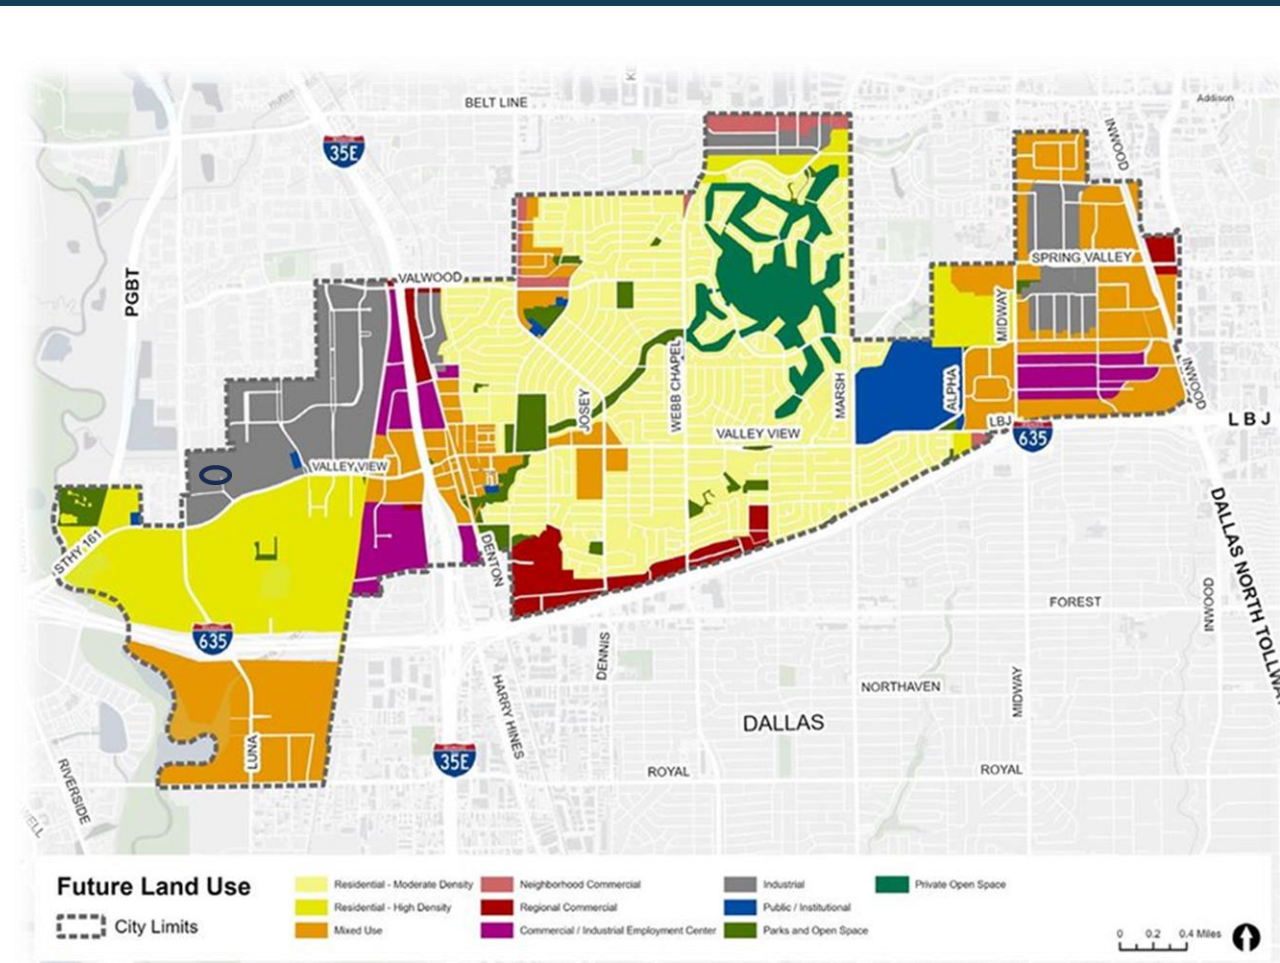 BELT LINE
Addison
INWOOD
35E
PGBT
VALWOOD
SPRING VALLEY
MIDWAY
JOSEY
WEBB CHAPEL
MARSH
ALPHA
INWOOD
VALLEY VIEW
LBJ
635
LBJ
VALLEY VIEW
STHY 161
DENTON
DALLAS NORTH TOLLWA
635
FOREST
INWOOD
DENNIS
NORTHAVEN
MIDWAY
HARRY HINES
DALLAS
LUNA
35E
ROYAL
ROYAL
RIVERSIDE
Future Land Use
City Limits
Residential - Moderate Density
Residential - High Density
Mixed Use
Neighborhood Commercial
Regional Commercial
Commercial / Industrial Employment Center
Industrial
Public / Institutional
Parks and Open Space
Private Open Space
0 0.2 0.4 Miles